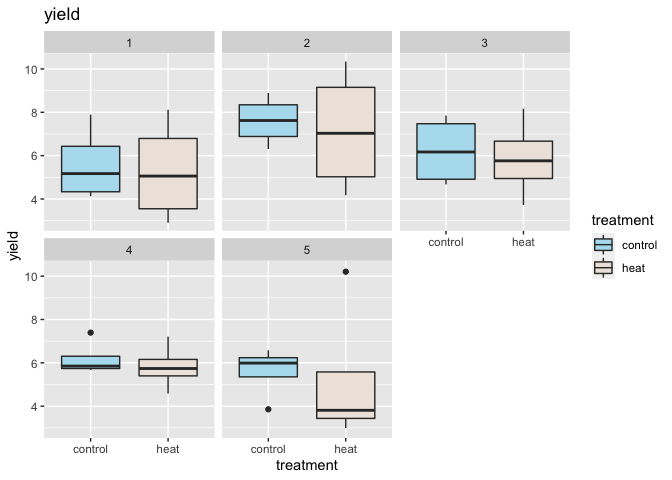 yield
1
2
3
10
8
6
4
yield
control
heat
4
5
10
8
6
4
control
heat
control
heat
treatment
treatment
control
heat